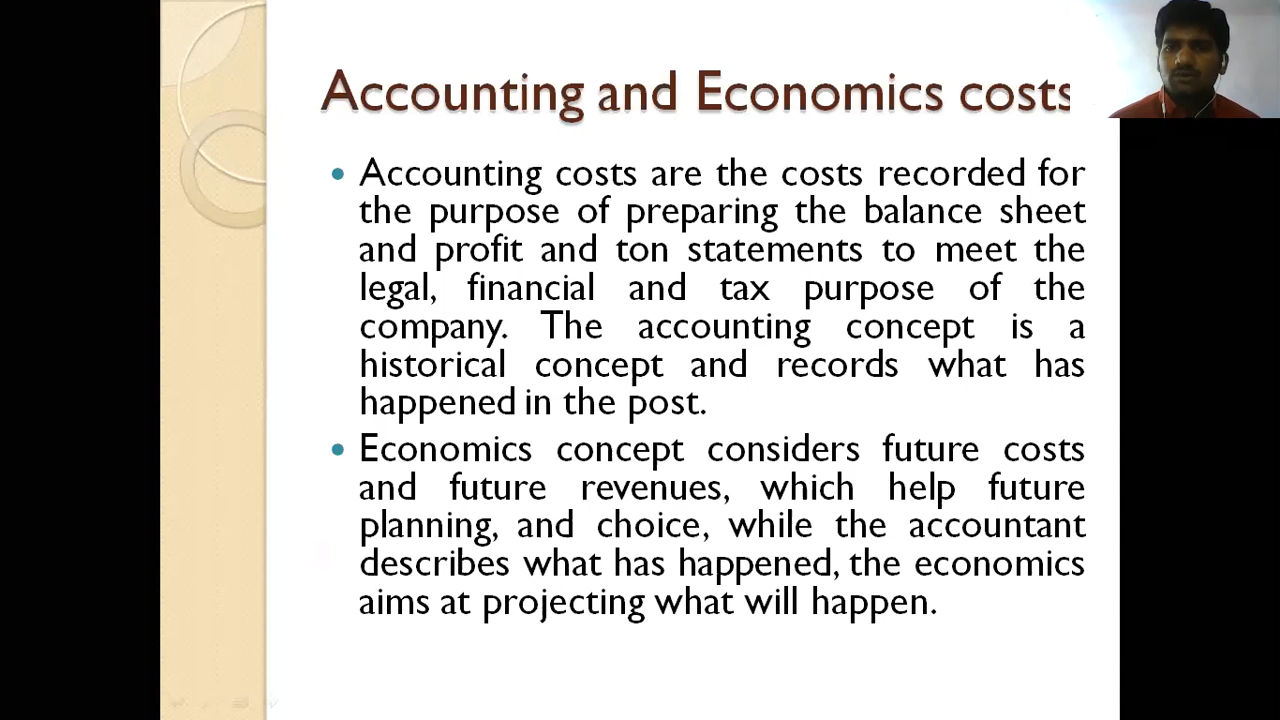 Accounting and Economics costs
• Accounting costs are the costs recorded for
the purpose of preparing the balance sheet
and profit and ton statements to meet the
legal, financial and tax purpose of the
company. The accounting concept is a
historical concept and records what has
happened in the post.
• Economics concept considers future costs
and future revenues, which help future
planning, and choice, while the accountant
describes what has happened, the economics
aims at projecting what will happen.